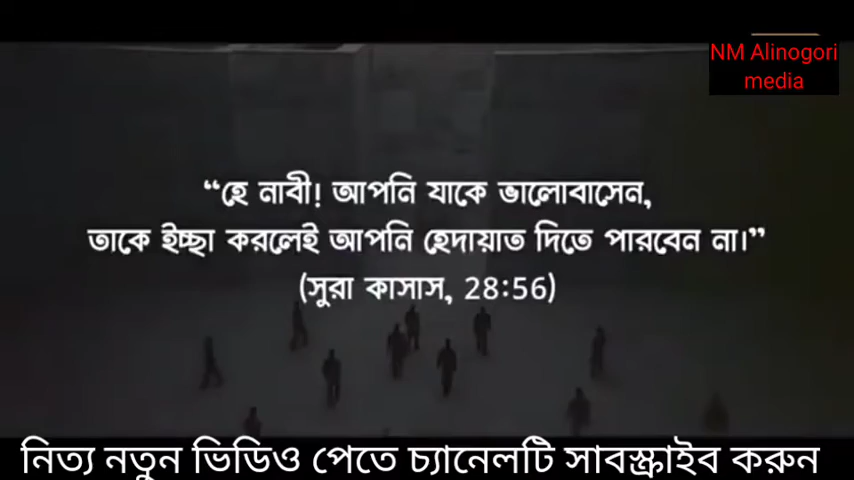 NM Alinogori
media
“হে নাবী! আপনি যাকে ভালোবাসেন,
তাকে ইচ্ছা করলেই আপনি হেদায়াত দিতে পারবেন না।”
(সুরা কাসাস, 28:56)
নিত্য নতুন ভিডিও পেতে চ্যানেলটি সাবস্ক্রাইব করুন